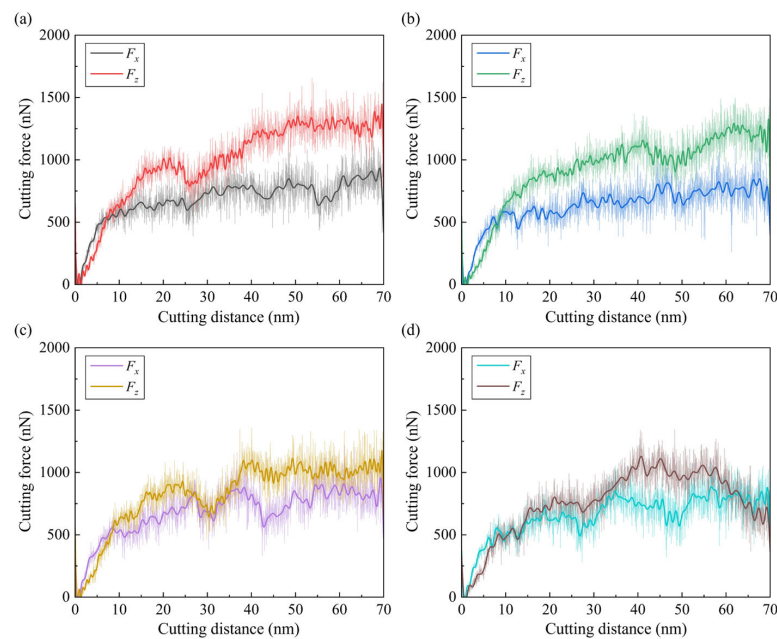 (a)
2000
1500
1000
500
0
Cutting force (nN)
Fx
Fz
0 10 20 30 40 50 60 70
Cutting distance (nm)
(b)
2000
1500
1000
500
0
Cutting force (nN)
Fx
Fz
0 10 20 30 40 50 60 70
Cutting distance (nm)
(c)
2000
1500
1000
500
0
Cutting force (nN)
Fx
Fz
0 10 20 30 40 50 60 70
Cutting distance (nm)
(d)
2000
1500
1000
500
0
Cutting force (nN)
Fx
Fz
0 10 20 30 40 50 60 70
Cutting distance (nm)